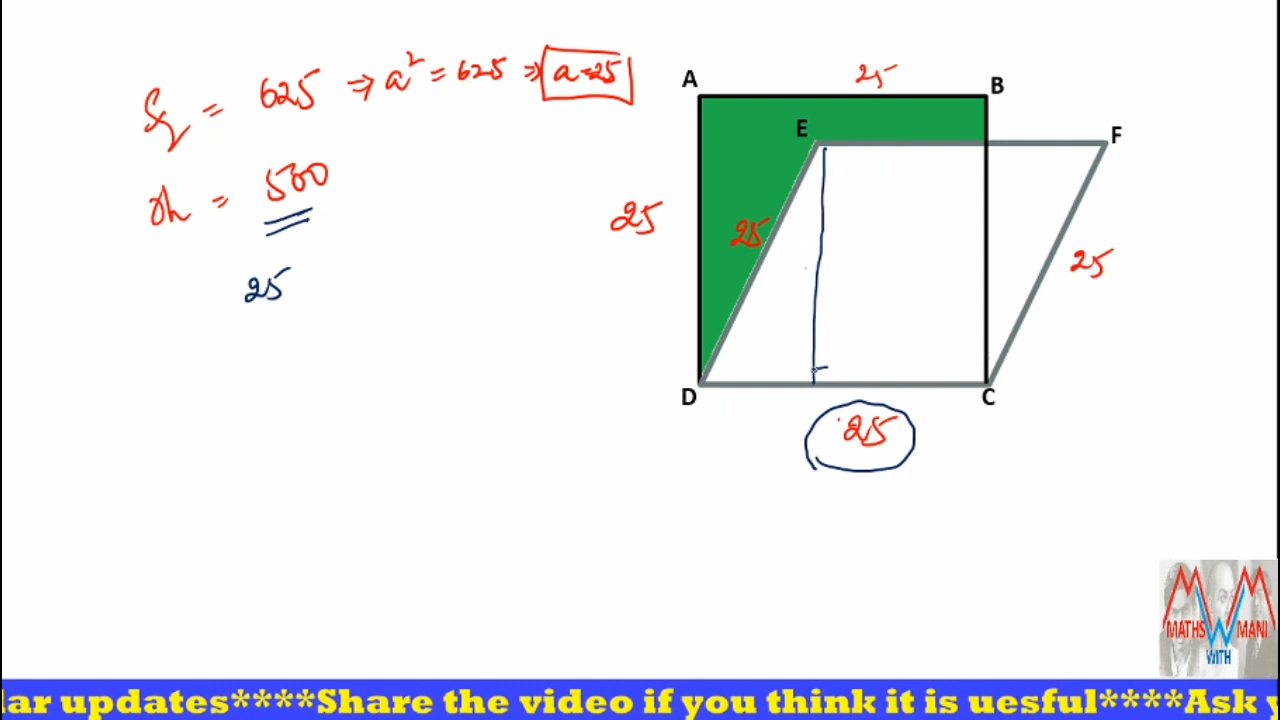 Sq = 625 ⇒ a² = 625 ⇒ a=25
rh = 500
25
A
25
B
E
F
25
25
25
D
C
25
MATHS WITH MANI
lar updates****Share the video if you think it is uesful****Ask y